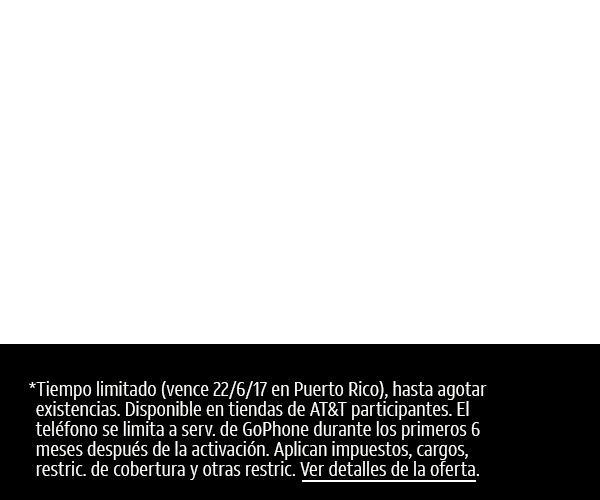 *Tiempo limitado (vence 22/6/17 en Puerto Rico), hasta agotar
existencias. Disponible en tiendas de AT&T participantes. El
teléfono se limita a serv. de GoPhone durante los primeros 6
meses después de la activación. Aplican impuestos, cargos,
restric. de cobertura y otras restric. Ver detalles de la oferta.